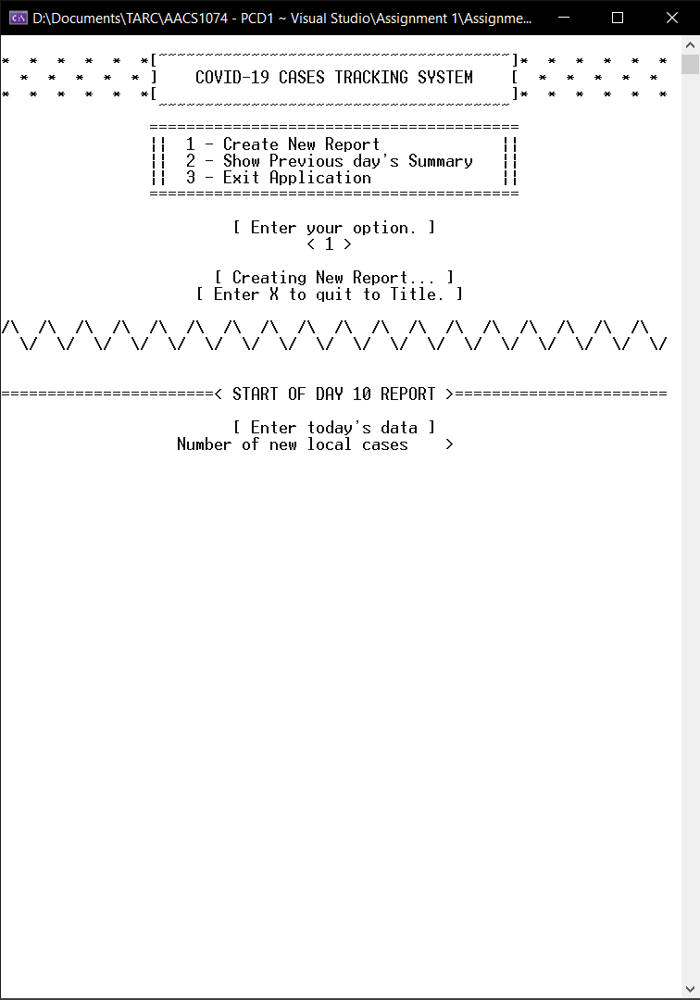 D:\Documents\TARC\AACS1074 - PCD1 ~ Visual Studio\Assignment 1\Assignme...
* * * * * *[~~~~~~~~~~~~~~~~~~~~~~~~~~~~~~~~~~~~~~]* * * * * *
* * * * * ] COVID-19 CASES TRACKING SYSTEM [ * * * * *
* * * * * *[~~~~~~~~~~~~~~~~~~~~~~~~~~~~~~~~~~~~~~]* * * * * *
========================================
|| 1 - Create New Report ||
|| 2 - Show Previous day's Summary ||
|| 3 - Exit Application ||
========================================
[ Enter your option. ]
< 1 >
[ Creating New Report... ]
[ Enter X to quit to Title. ]
/\ /\ /\ /\ /\ /\ /\ /\ /\ /\ /\ /\ /\ /\ /\ /\ /\ /\
\/ \/ \/ \/ \/ \/ \/ \/ \/ \/ \/ \/ \/ \/ \/ \/ \/ \/
=======================< START OF DAY 10 REPORT >=======================
[ Enter today's data ]
Number of new local cases >